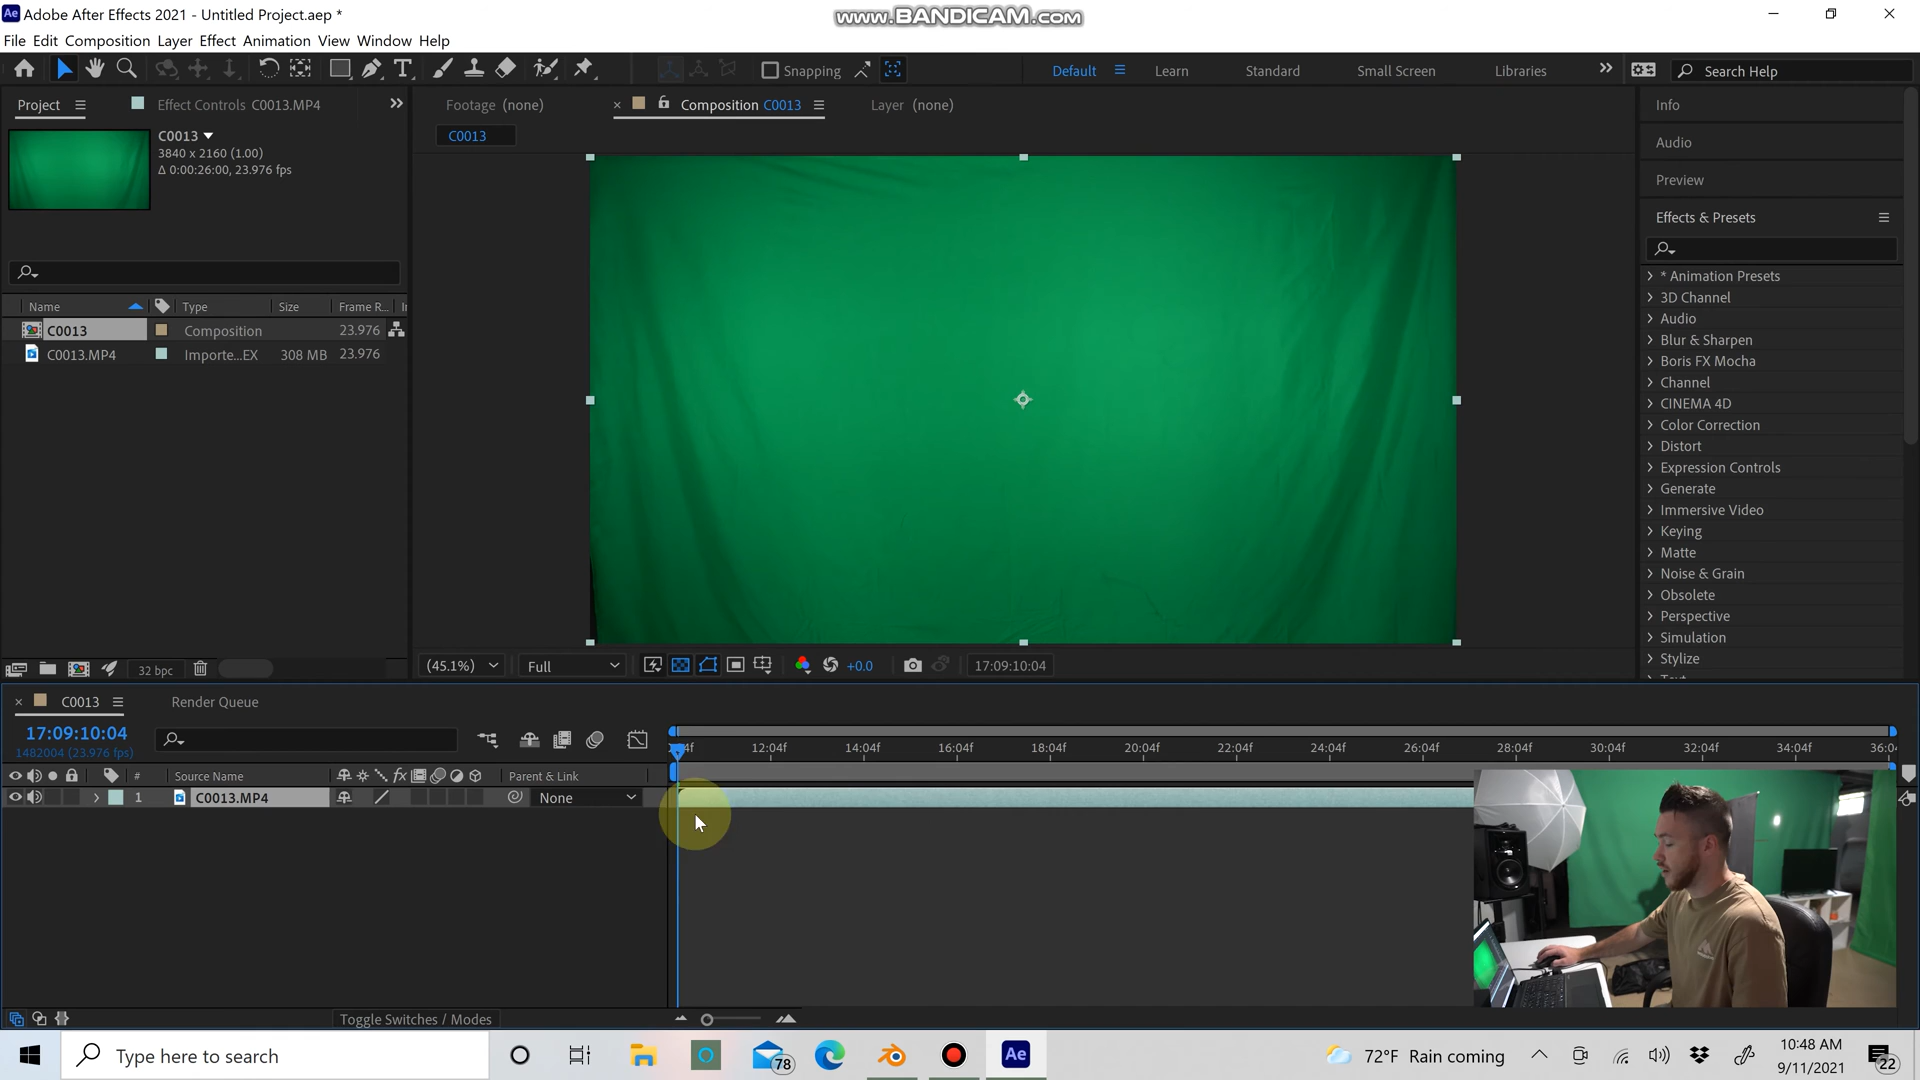 Adobe After Effects 2021 - Untitled Project.aep *
www.BANDICAM.com
File Edit Composition Layer Effect Animation View Window Help
Snapping
Default
Learn
Standard
Small Screen
Libraries
Search Help
Project
Effect Controls C0013.MP4
Footage (none)
Composition C0013
Layer (none)
C0013
3840 x 2160 (1.00)
Δ 0:00:26:00, 23.976 fps
C0013
Name
Type
Size
Frame R...
C0013
Composition
23.976
C0013.MP4
Importe...EX
308 MB
23.976
32 bpc
(45.1%)
Full
+0.0
17:09:10:04
Info
Audio
Preview
Effects & Presets
* Animation Presets
3D Channel
Audio
Blur & Sharpen
Boris FX Mocha
Channel
CINEMA 4D
Color Correction
Distort
Expression Controls
Generate
Immersive Video
Keying
Matte
Noise & Grain
Obsolete
Perspective
Simulation
Stylize
C0013
Render Queue
17:09:10:04
1482004 (23.976 fps)
12:04f 14:04f 16:04f 18:04f 20:04f 22:04f 24:04f 26:04f 28:04f 30:04f 32:04f 34:04f
# Source Name
Parent & Link
1 C0013.MP4
None
Toggle Switches / Modes
Type here to search
78
Ae
72°F Rain coming
10:48 AM
9/11/2021
22